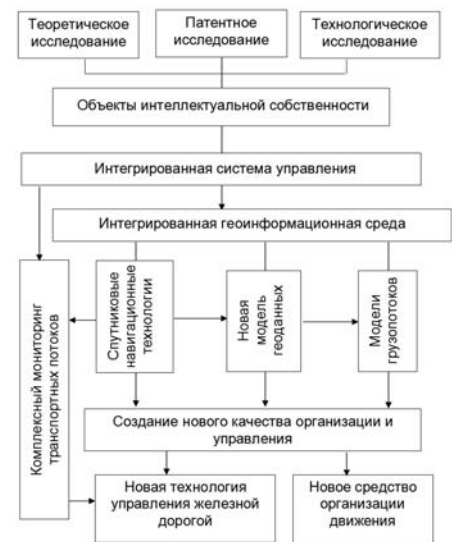 Теоретическое
исследование
Патентное
исследование
Технологическое
исследование
Объекты интеллектуальной собственности
Интегрированная система управления
Интегрированная геоинформационная среда
Комплексный мониторинг
транспортных потоков
Спутниковые
навигационные
технологии
Новая
модель
геоданных
Модели
грузопотоков
Создание нового качества организации и
управления
Новая технология
управления железной
дорогой
Новое средство
организации
движения